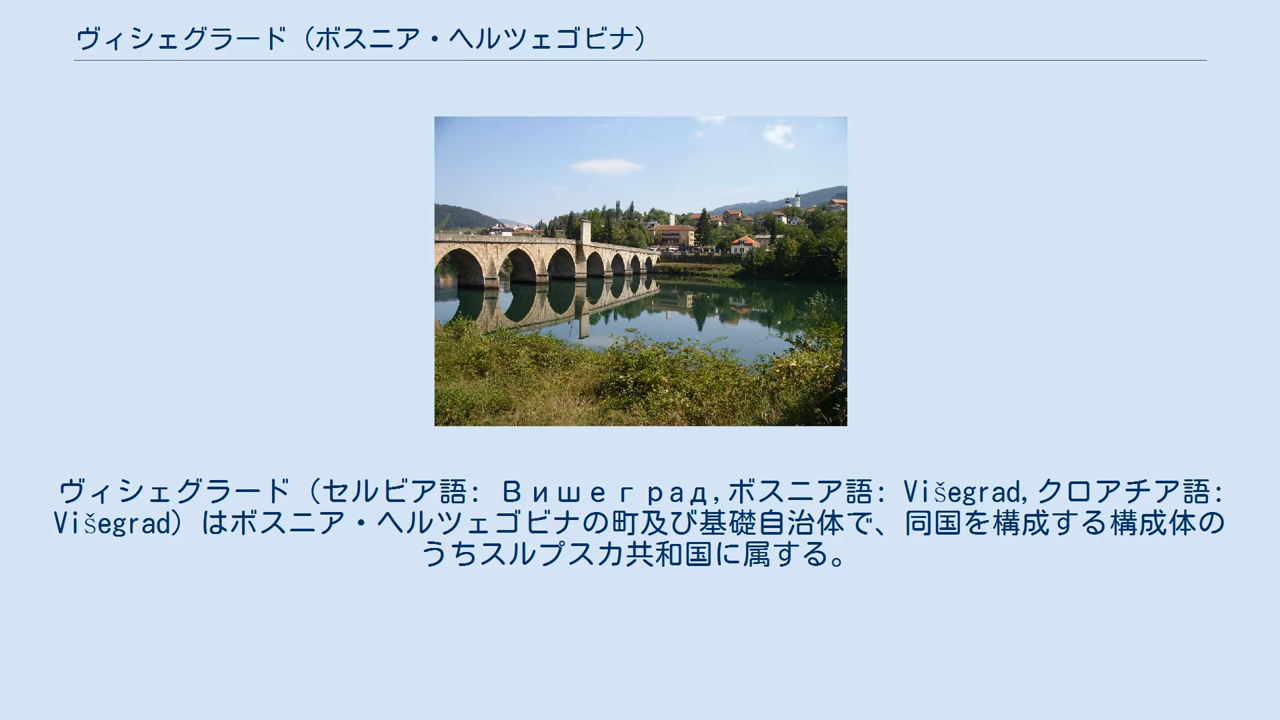 ヴィシェグラード（ボスニア・ヘルツェゴビナ）
ヴィシェグラード（セルビア語: Вишеград,ボスニア語: Višegrad,クロアチア語:
Višegrad）はボスニア・ヘルツェゴビナの町及び基礎自治体で、同国を構成する構成体の
うちスルプスカ共和国に属する。